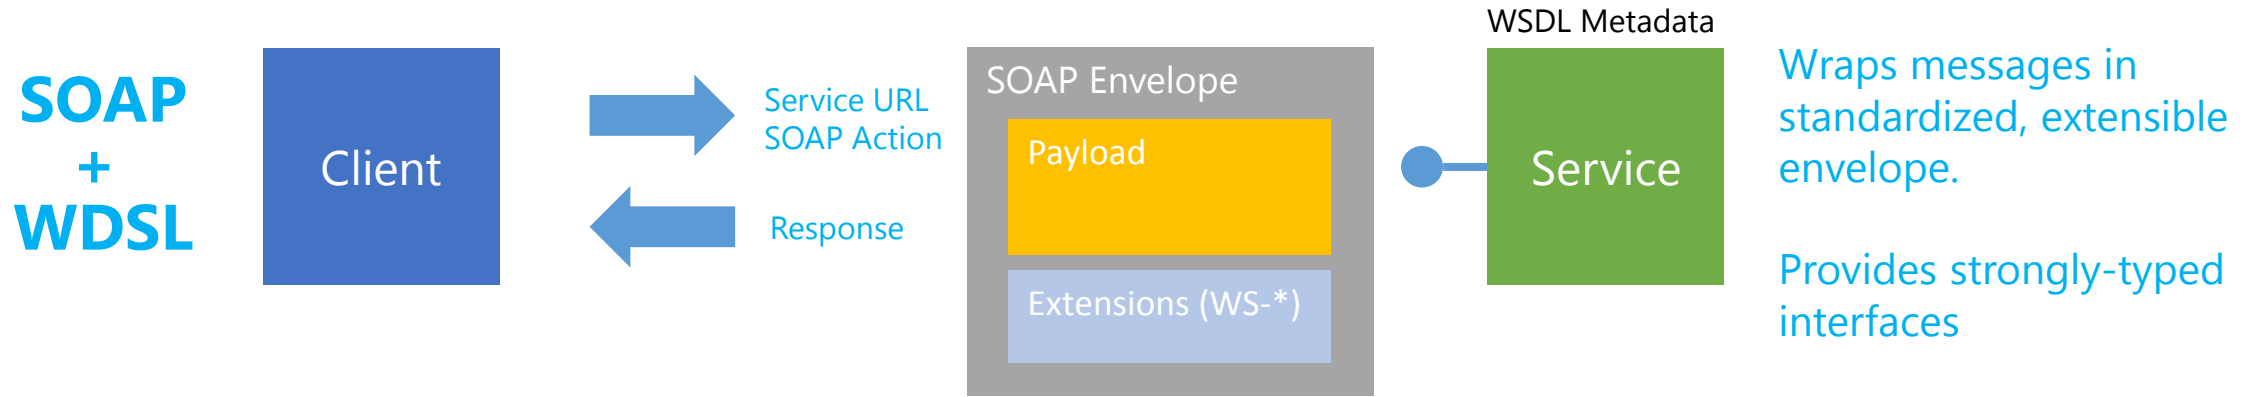 SOAP
+
WDSL
Client
Service URL
SOAP Action
Response
SOAP Envelope
Payload
Extensions (WS-*)
WSDL Metadata
Service
Wraps messages in
standardized, extensible
envelope.
Provides strongly-typed
interfaces